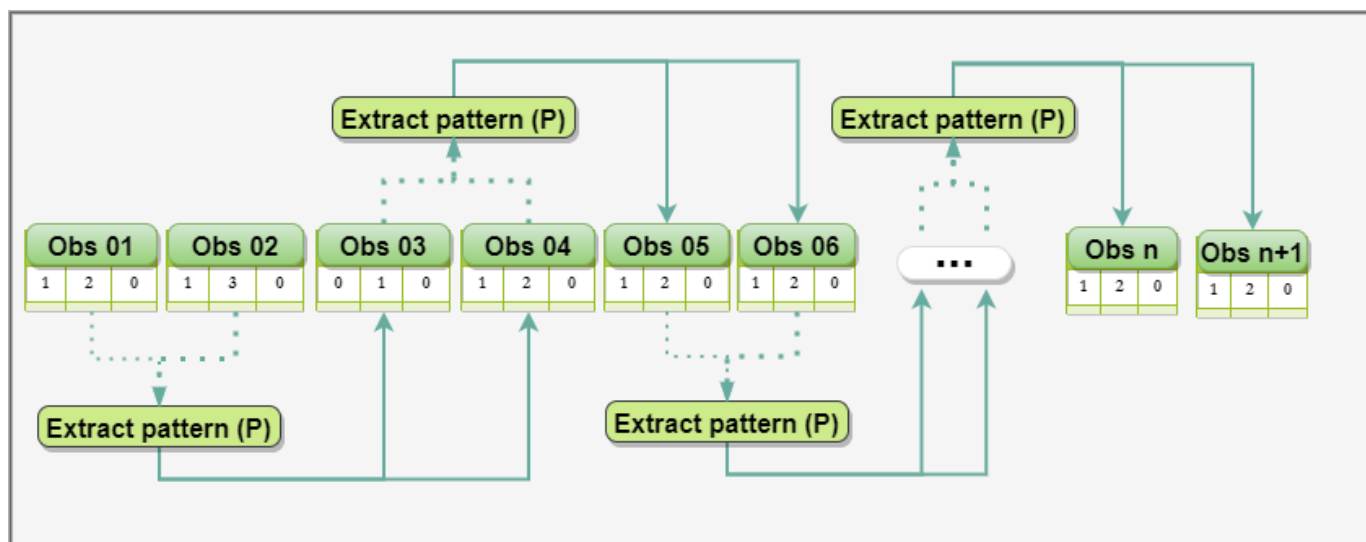 Extract pattern (P)
Extract pattern (P)
Obs 01
Obs 02
Obs 03
Obs 04
Obs 05
Obs 06
...
Obs n
Obs n+1
1 2 0
1 3 0
0 1 0
1 2 0
1 2 0
1 2 0
1 2 0
1 2 0
Extract pattern (P)
Extract pattern (P)